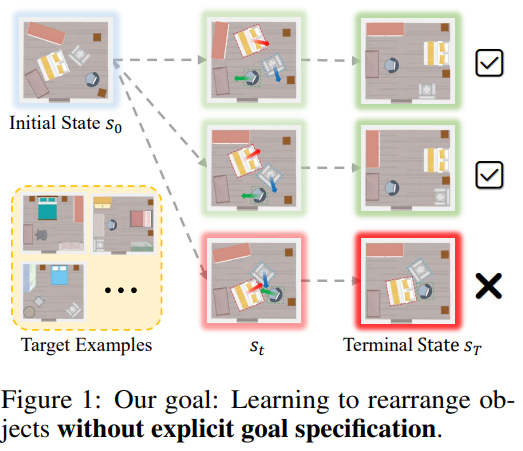 Initial State s0
Target Examples
st
Terminal State sT
Figure 1: Our goal: Learning to rearrange ob-
jects without explicit goal specification.